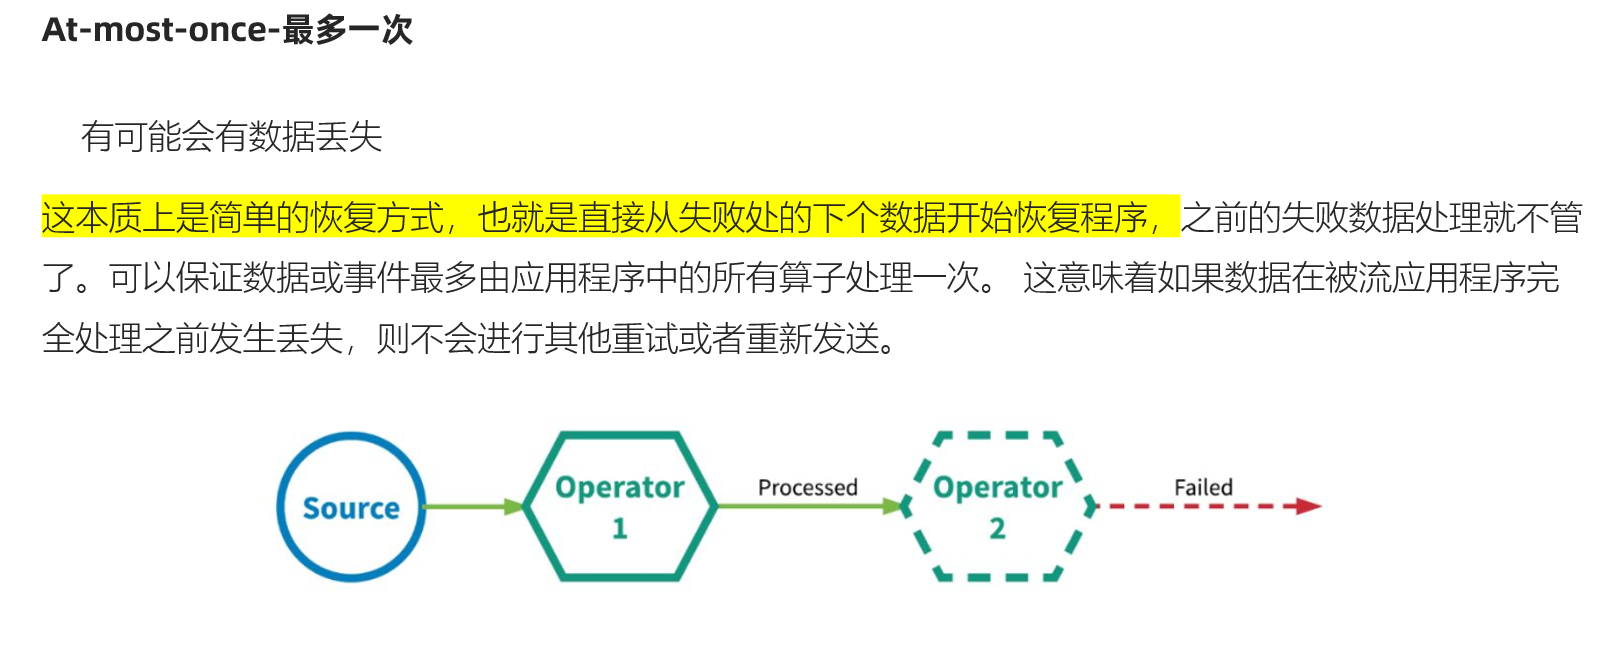 At-most-once-最多一次
有可能会有数据丢失
这本质上是简单的恢复方式，也就是直接从失败处的下个数据开始恢复程序，之前的失败数据处理就不管
了。可以保证数据或事件最多由应用程序中的所有算子处理一次。 这意味着如果数据在被流应用程序完
全处理之前发生丢失，则不会进行其他重试或者重新发送。
Source
Operator
1
Processed
Operator
2
Failed